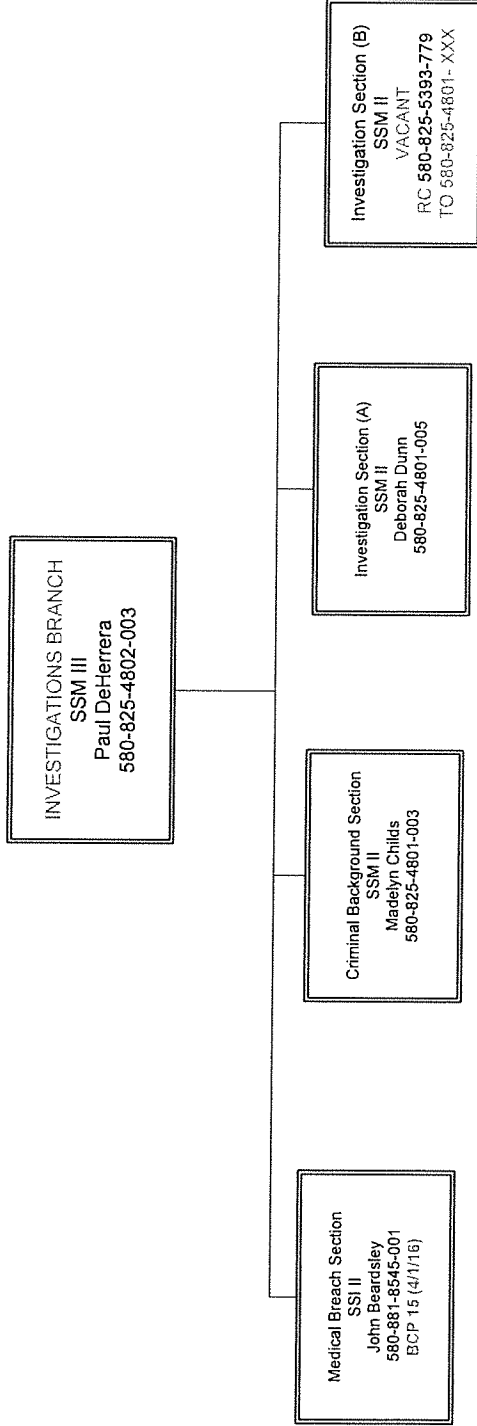 INVESTIGATIONS BRANCH
SSM III
Paul DeHerrera
580-825-4802-003
Medical Breach Section
SSI II
John Beardsley
580-881-8545-001
BCP 15 (4/1/16)
Criminal Background Section
SSM II
Madelyn Childs
580-825-4801-003
Investigation Section (A)
SSM II
Deborah Dunn
580-825-4801-005
Investigation Section (B)
SSM II
VACANT
RC 580-825-5393-779
TO 580-825-4801- XXX